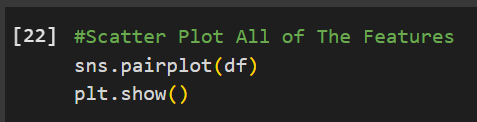 [22] #Scatter Plot All of The Features
sns.pairplot(df)
plt.show()